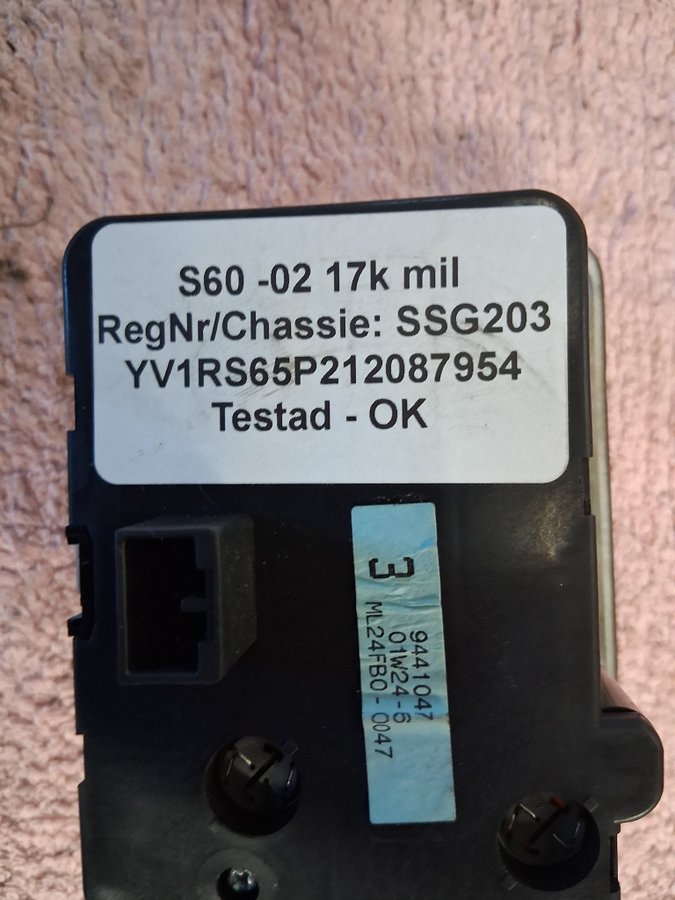 S60 -02 17k mil
RegNr/Chassie: SSG203
YV1RS65P212087954
Testad - OK
3
9441047
01W24-6
ML24FB0-0047